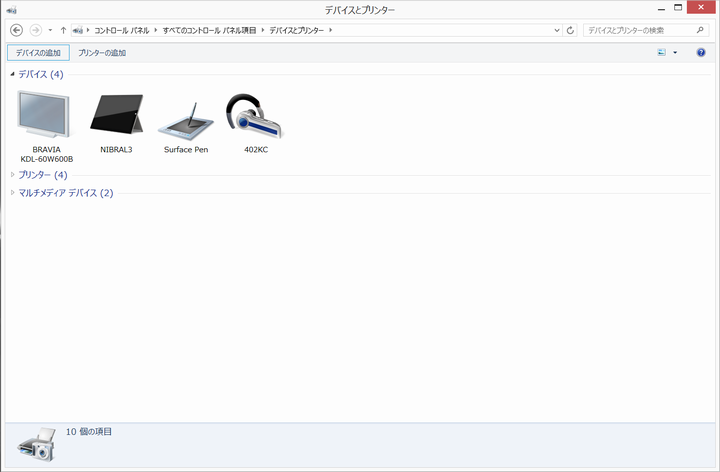 デバイスとプリンター
コントロール パネル ▸ すべてのコントロール パネル項目 ▸ デバイスとプリンター ▸
デバイスとプリンターの検索
デバイスの追加 プリンターの追加
デバイス (4)
BRAVIA
KDL-60W600B
NIBRAL3
Surface Pen
402KC
プリンター (4)
マルチメディア デバイス (2)
10 個の項目